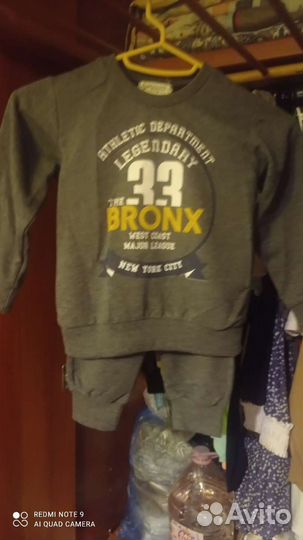 ATHLETIC DEPARTMENT
LEGENDARY
33
THE
BRONX
WEST COAST
MAJOR LEAGUE
NEW YORK CITY
REDMI NOTE 9
AI QUAD CAMERA
Avito